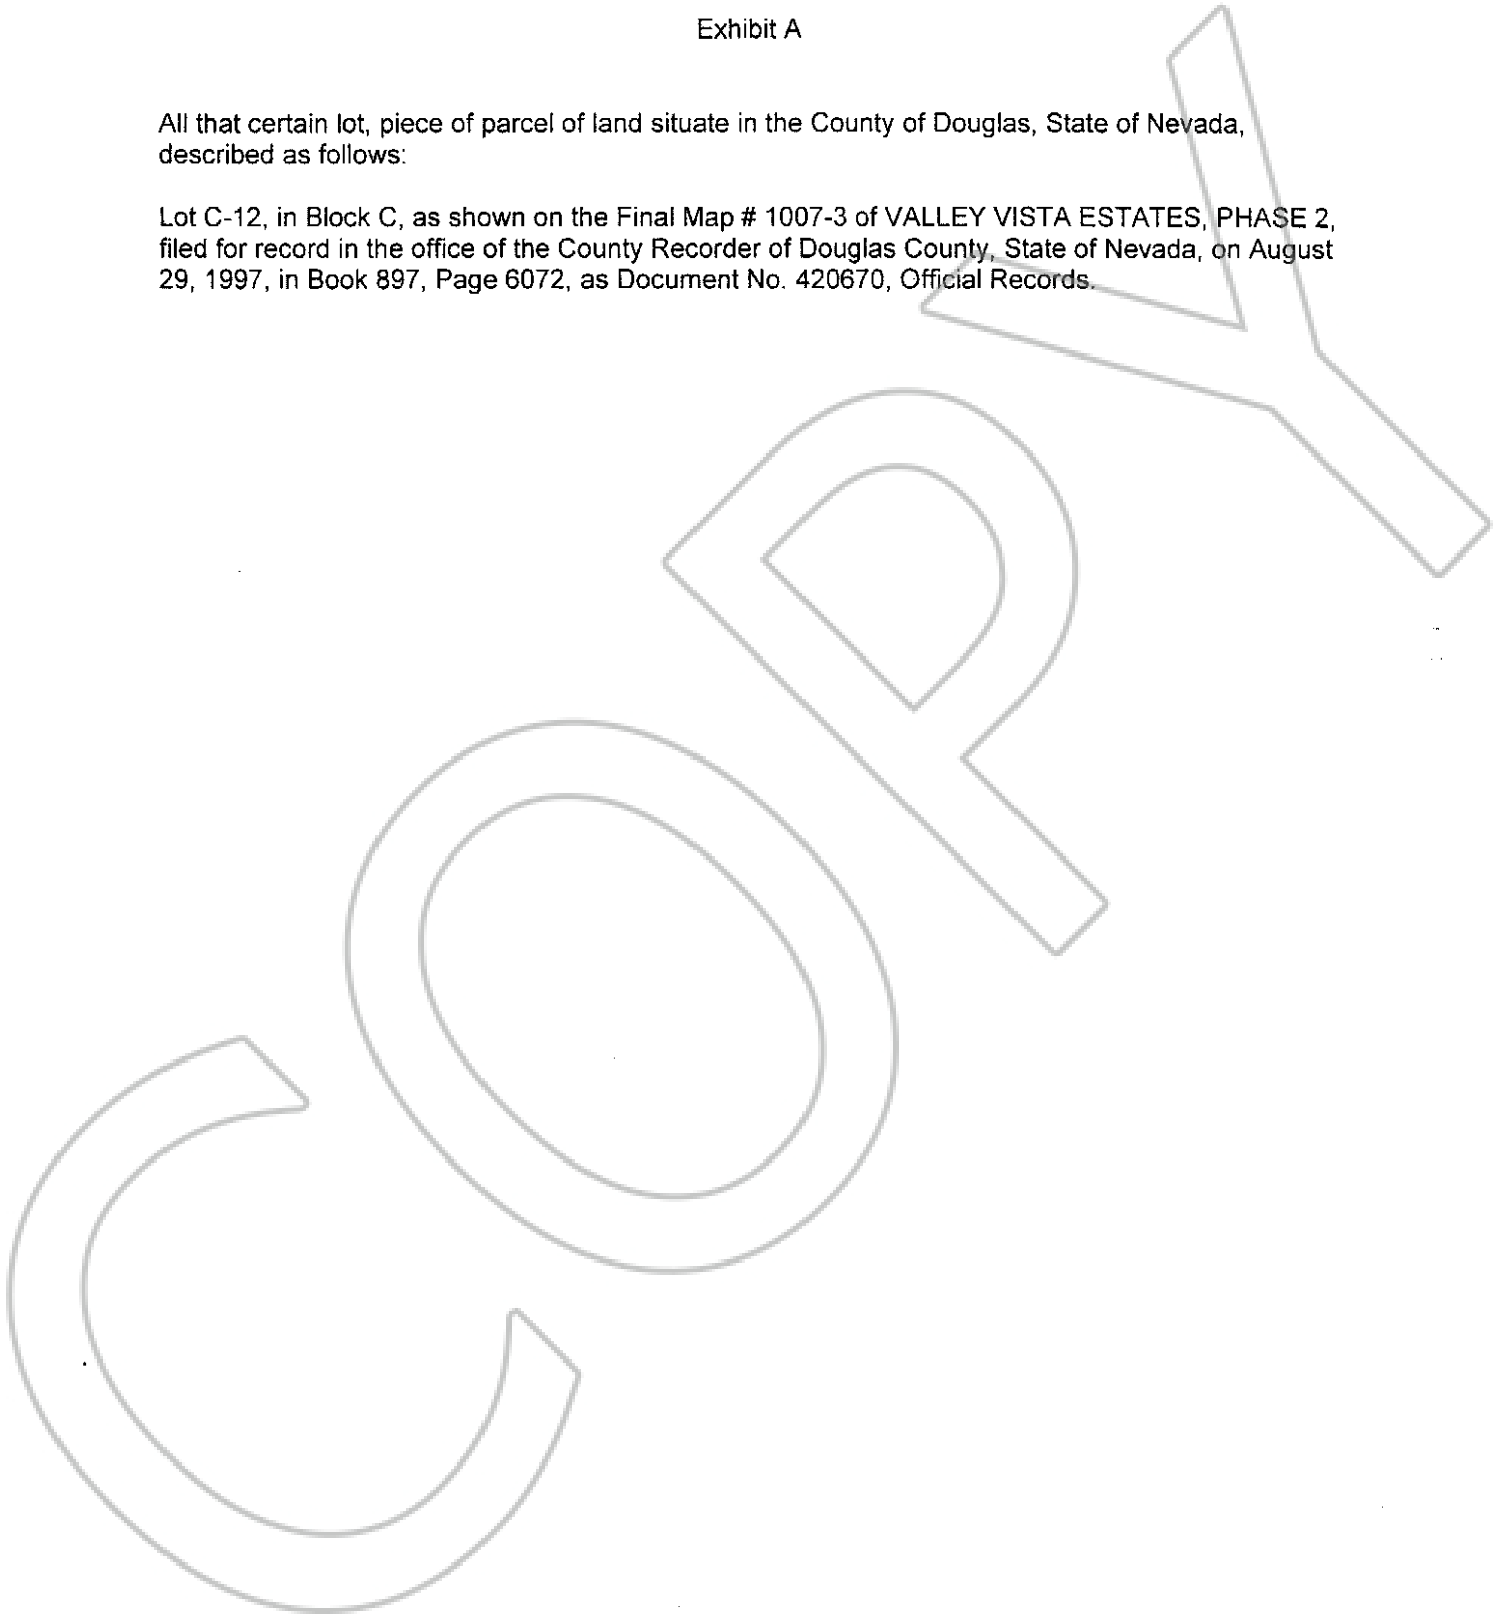 Exhibit A
All that certain lot, piece of parcel of land situate in the County of Douglas, State of Nevada,
described as follows:
Lot C-12, in Block C, as shown on the Final Map # 1007-3 of VALLEY VISTA ESTATES, PHASE 2,
filed for record in the office of the County Recorder of Douglas County, State of Nevada, on August
29, 1997, in Book 897, Page 6072, as Document No. 420670, Official Records.
COPY